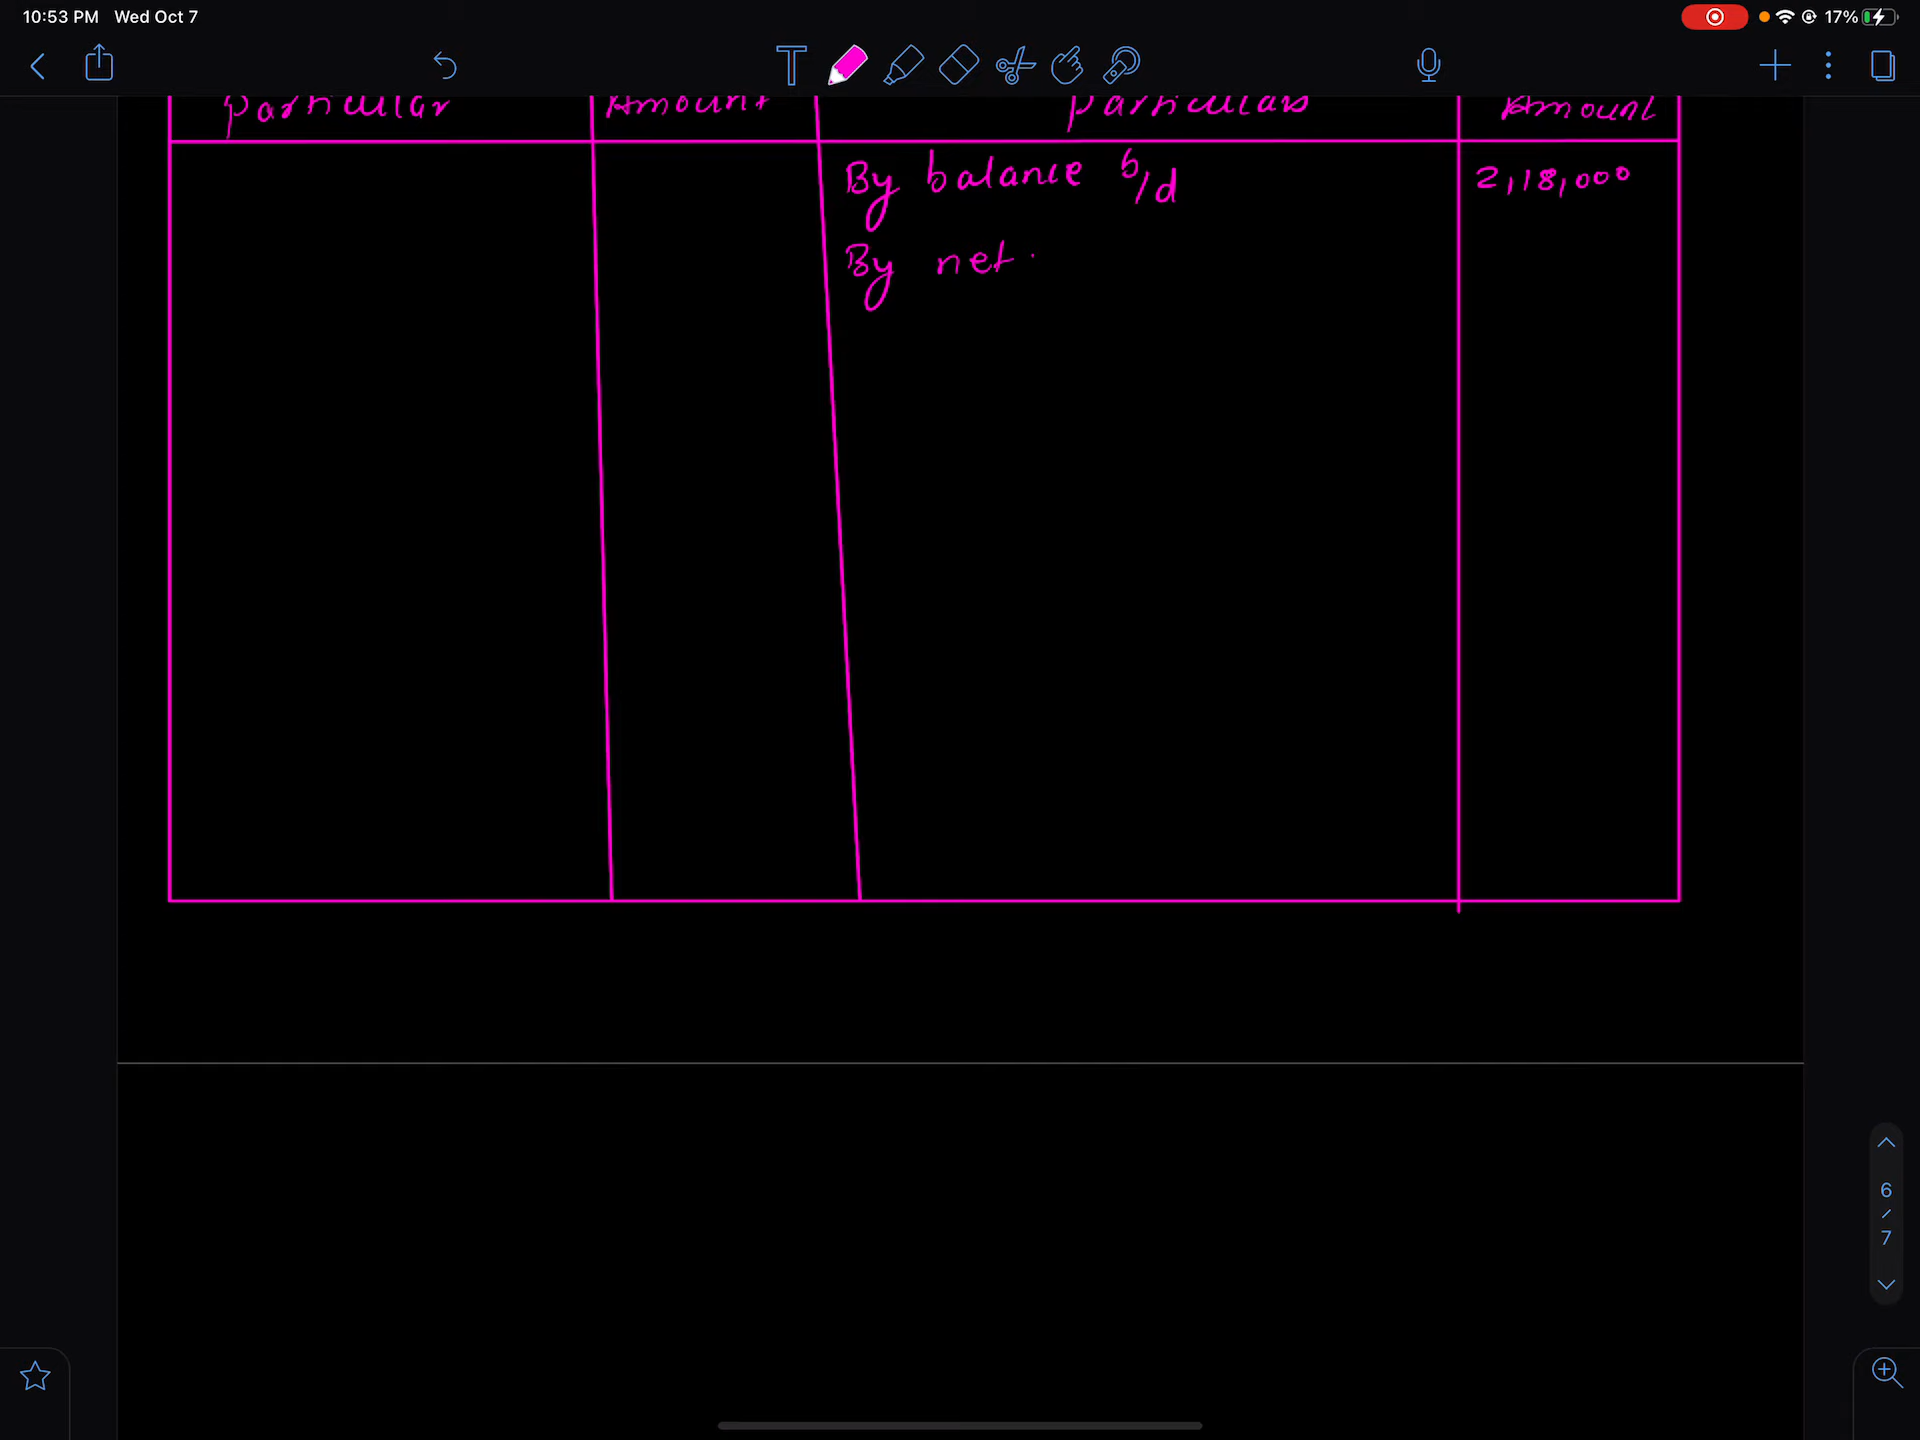 10:53 PM Wed Oct 7
17%
T
Particular Amount Particulars Amount
By balance b/d 2,18,000
By net
6
/
7